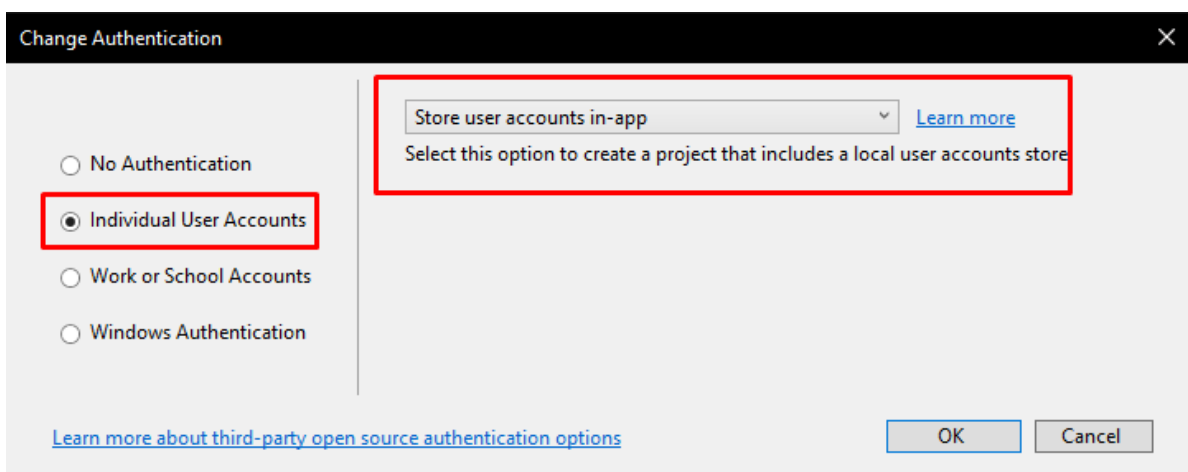 Change Authentication
Store user accounts in-app
Learn more
Select this option to create a project that includes a local user accounts store
No Authentication
Individual User Accounts
Work or School Accounts
Windows Authentication
Learn more about third-party open source authentication options
OK
Cancel